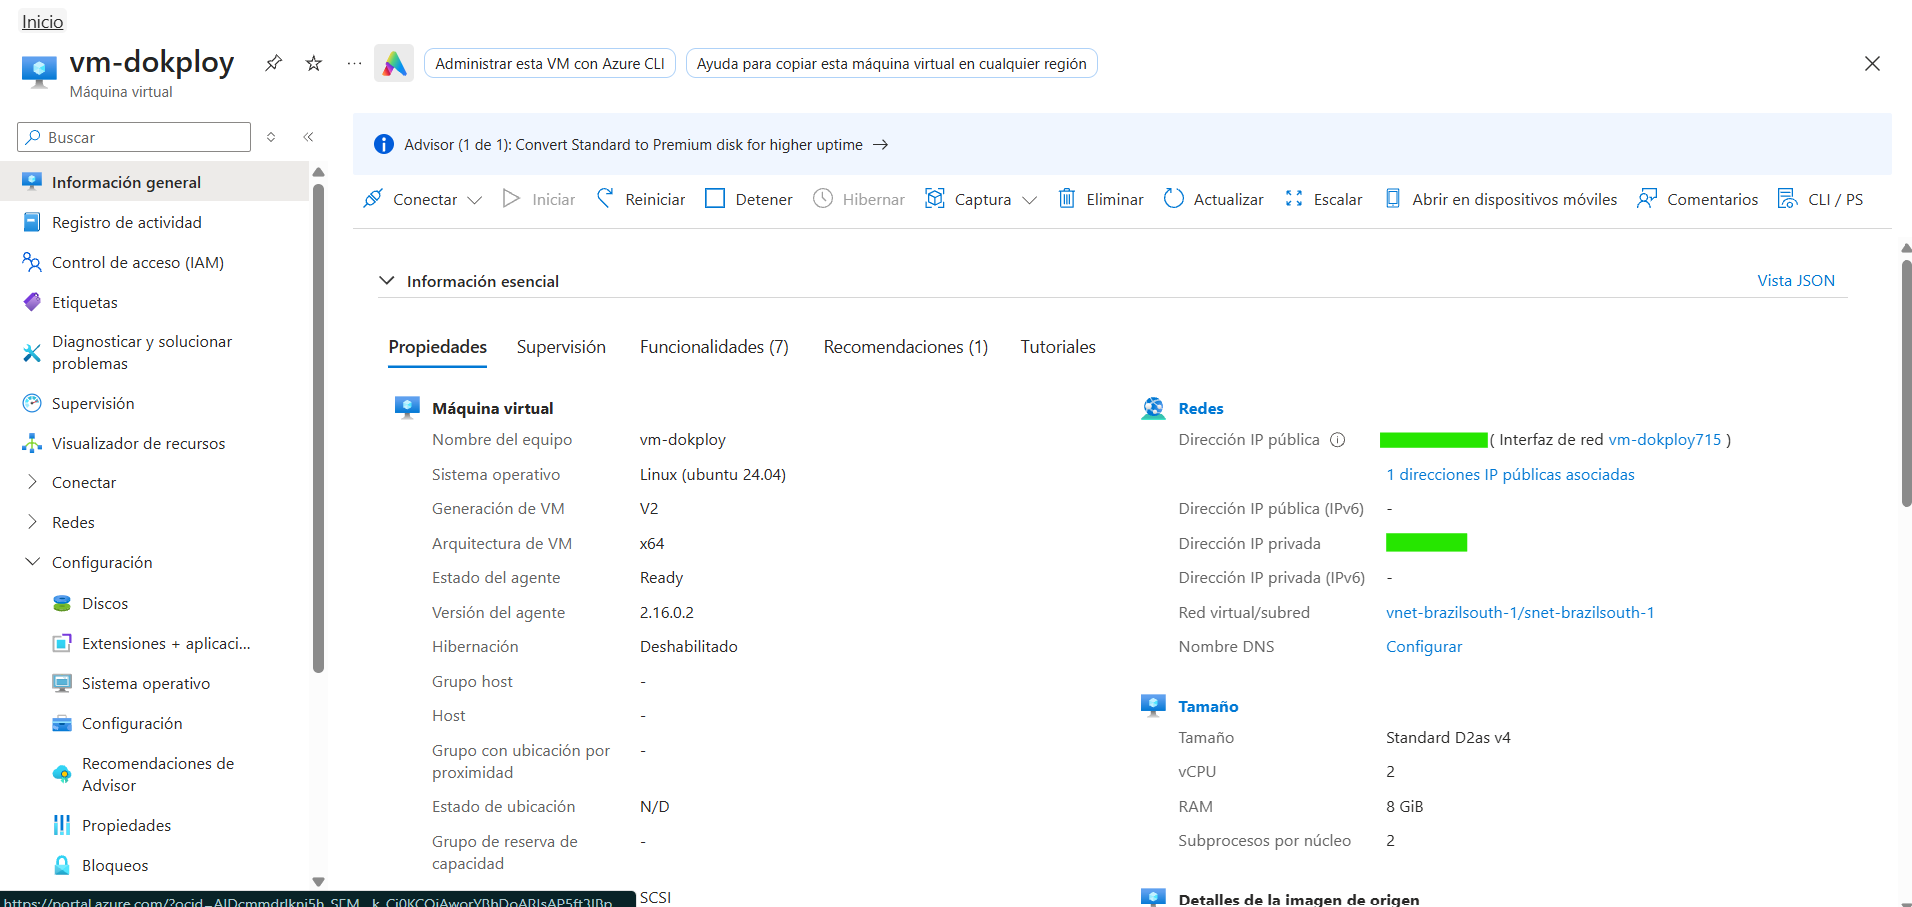 Inicio
vm-dokploy
Máquina virtual
Administrar esta VM con Azure CLI
Ayuda para copiar esta máquina virtual en cualquier región
Buscar
Advisor (1 de 1): Convert Standard to Premium disk for higher uptime →
Conectar Iniciar Reiniciar Detener Hibernar Captura Eliminar Actualizar Escalar Abrir en dispositivos móviles Comentarios CLI / PS
Información general
Registro de actividad
Control de acceso (IAM)
Etiquetas
Diagnosticar y solucionar
problemas
Supervisión
Visualizador de recursos
Conectar
Redes
Configuración
Discos
Extensiones + aplicaci...
Sistema operativo
Configuración
Recomendaciones de
Advisor
Propiedades
Bloqueos
Información esencial
Vista JSON
Propiedades Supervisión Funcionalidades (7) Recomendaciones (1) Tutoriales
Máquina virtual
Nombre del equipo vm-dokploy
Sistema operativo Linux (ubuntu 24.04)
Generación de VM V2
Arquitectura de VM x64
Estado del agente Ready
Versión del agente 2.16.0.2
Hibernación Deshabilitado
Grupo host -
Host -
Grupo con ubicación por -
proximidad
Estado de ubicación N/D
Grupo de reserva de -
capacidad
SCSI
Redes
Dirección IP pública ( Interfaz de red vm-dokploy715 )
1 direcciones IP públicas asociadas
Dirección IP pública (IPv6) -
Dirección IP privada
Dirección IP privada (IPv6) -
Red virtual/subred vnet-brazilsouth-1/snet-brazilsouth-1
Nombre DNS Configurar
Tamaño
Tamaño Standard D2as v4
vCPU 2
RAM 8 GiB
Subprocesos por núcleo 2
Detalles de la imagen de origen